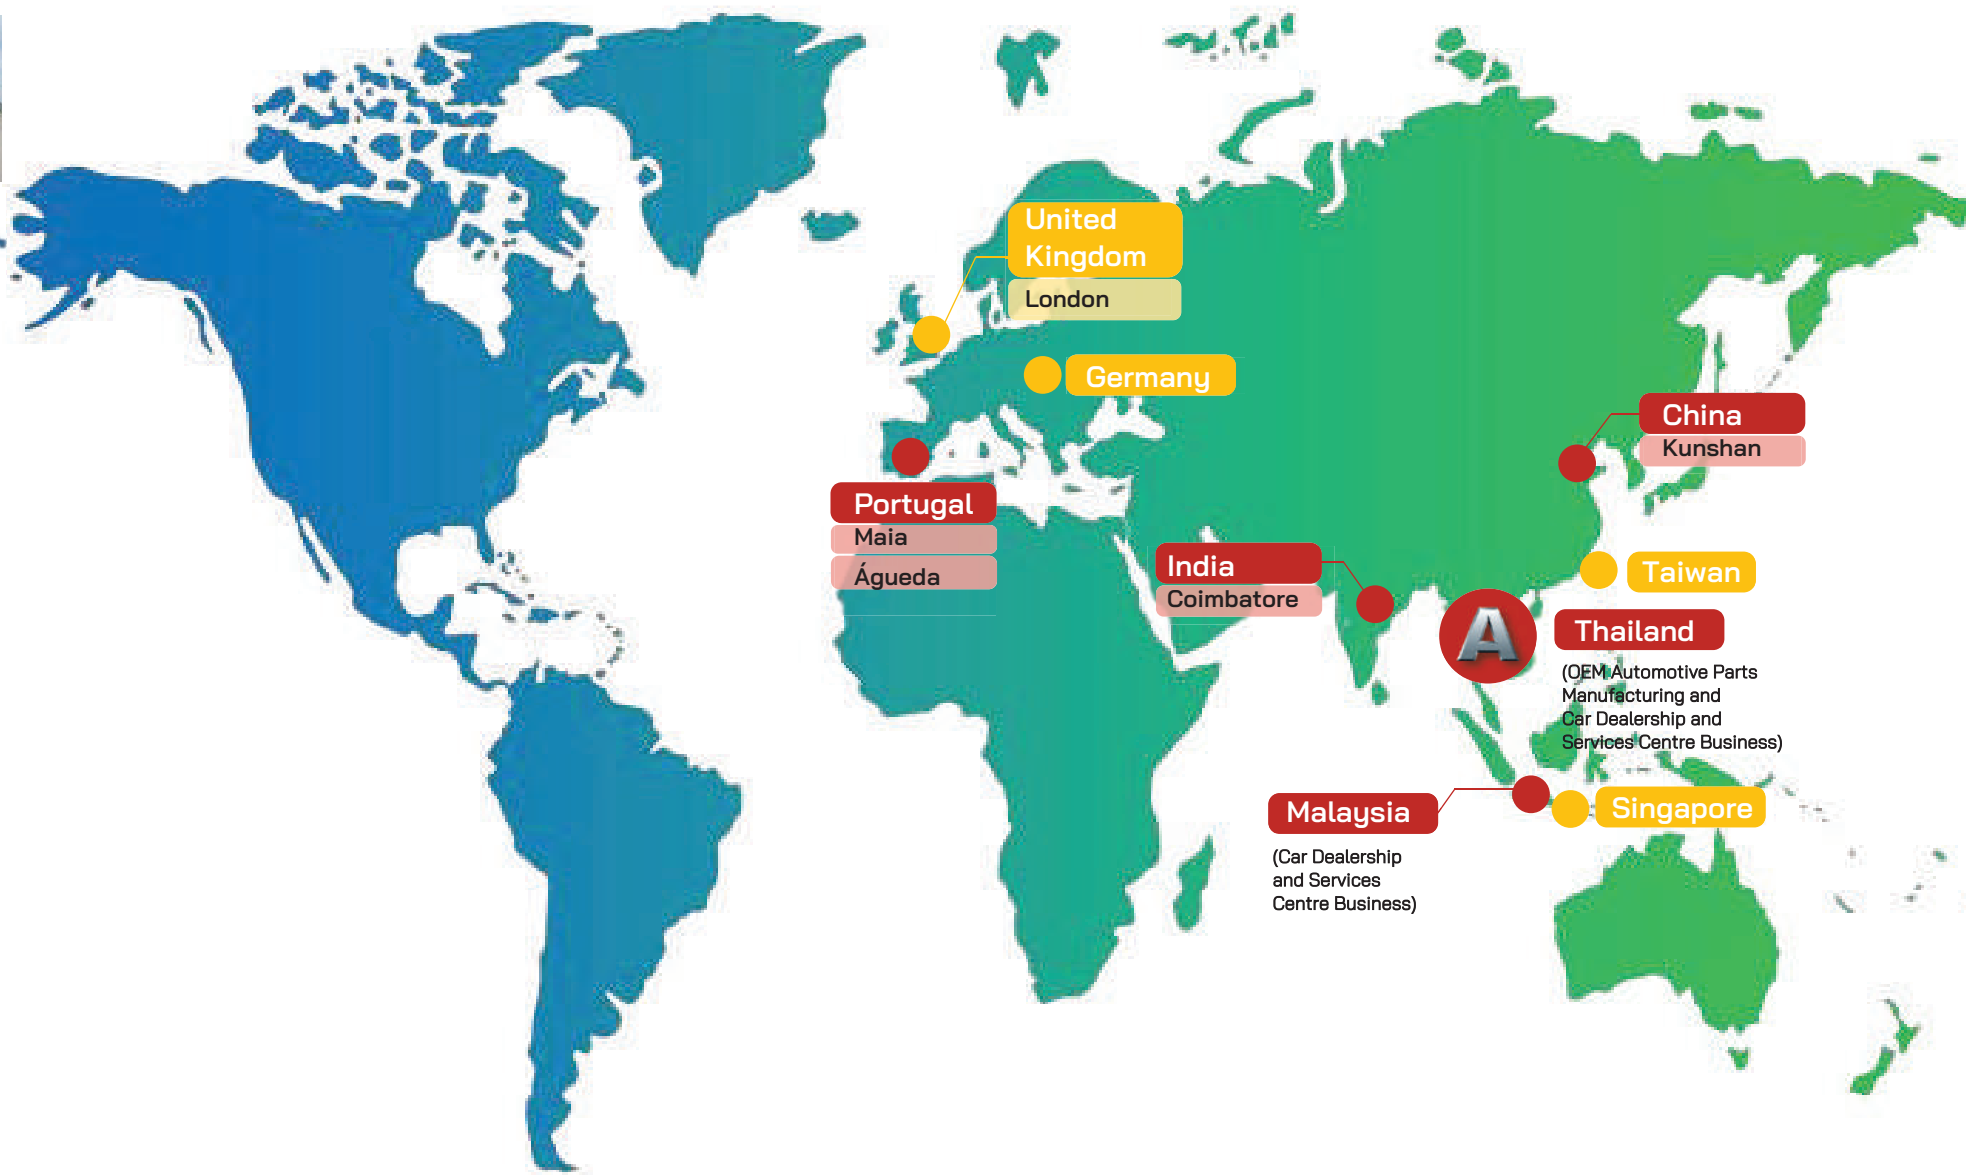 United
Kingdom
London
Germany
China
Kunshan
Portugal
Maia
Águeda
India
Coimbatore
Taiwan
A
Thailand
(OEM Automotive Parts
Manufacturing and
Car Dealership and
Services Centre Business)
Malaysia
(Car Dealership
and Services
Centre Business)
Singapore